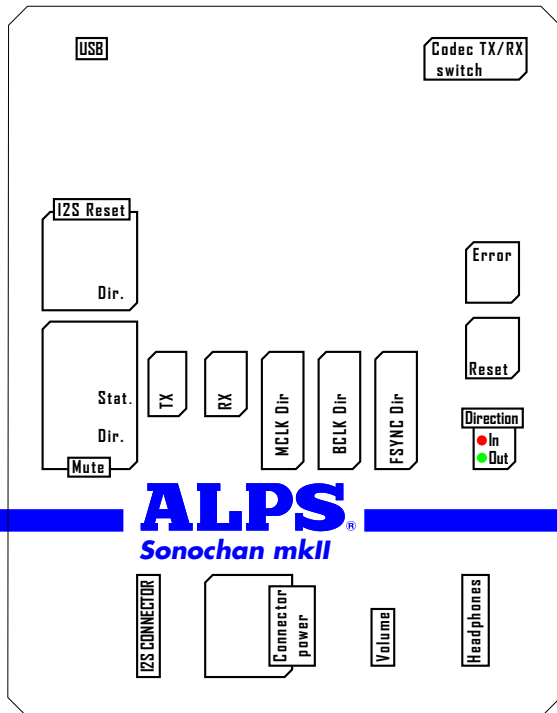 USB
Codec TX/RX
switch
I2S Reset
Dir.
Error
Reset
Stat.
Dir.
Mute
TX
RX
MCLK Dir
BCLK Dir
FSYNC Dir
Direction
In
Out
ALPS®
Sonochan mkII
I2S CONNECTOR
Connector
power
Volume
Headphones